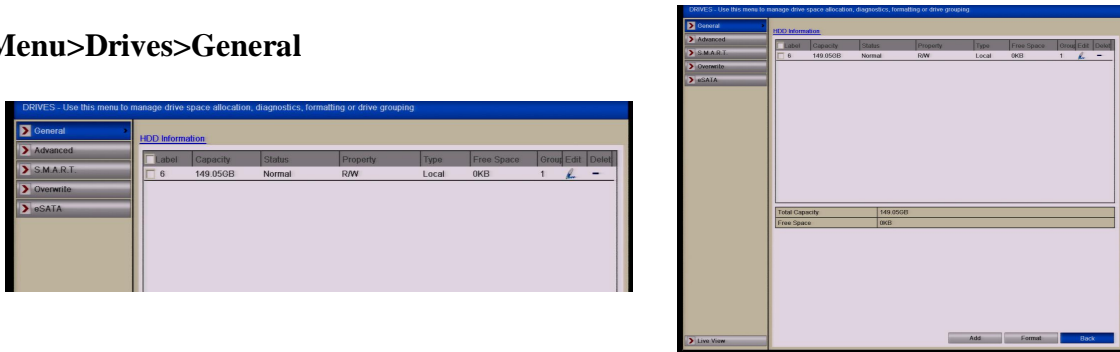 Menu>Drives>General
DRIVES - Use this menu to manage drive space allocation, diagnostics, formatting or drive grouping.
General
Advanced
S.M.A.R.T.
Overwrite
eSATA
HDD Information
Label Capacity Status Property Type Free Space Group Edit Delet
6 149.05GB Normal R/W Local 0KB 1
DRIVES - Use this menu to manage drive space allocation, diagnostics, formatting or drive grouping.
General
Advanced
S.M.A.R.T.
Overwrite
eSATA
Live View
HDD Information
Label Capacity Status Property Type Free Space Group Edit Delet
6 149.05GB Normal R/W Local 0KB 1
Total Capacity 149.05GB
Free Space 0KB
Add Format Back